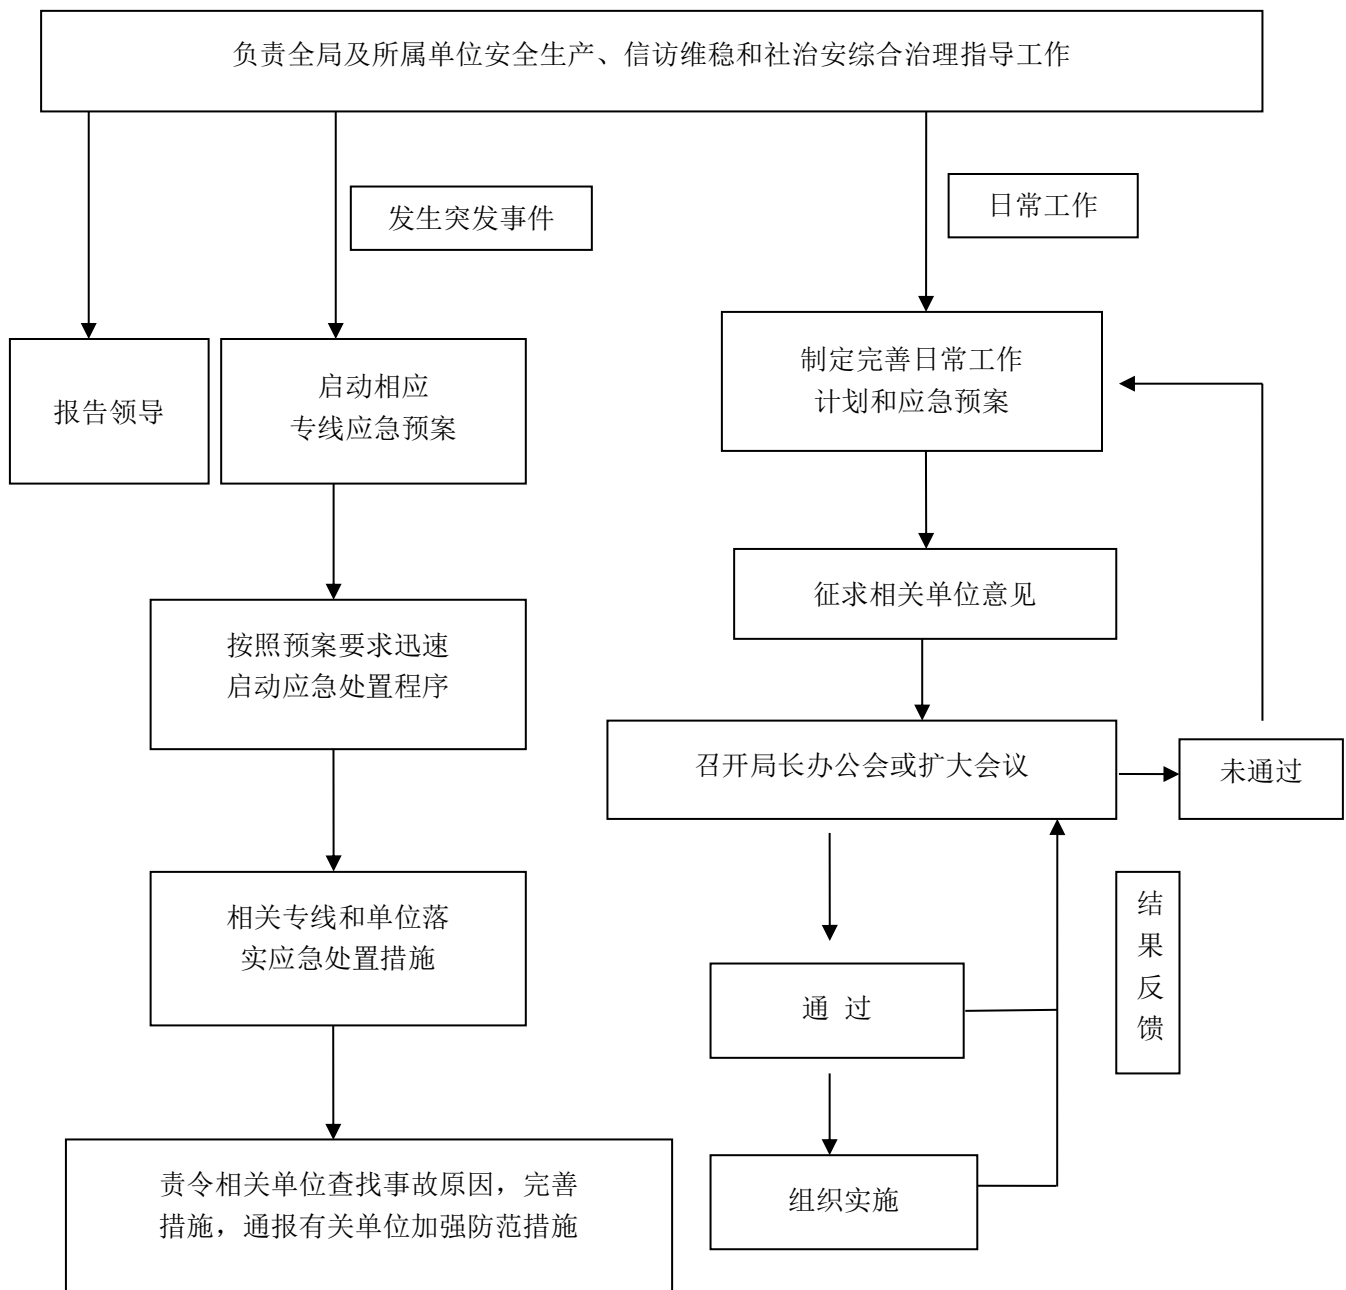 负责全局及所属单位安全生产、信访维稳和社治安综合治理指导工作
发生突发事件
日常工作
报告领导
启动相应
专线应急预案
制定完善日常工作
计划和应急预案
征求相关单位意见
按照预案要求迅速
启动应急处置程序
召开局长办公会或扩大会议
未通过
相关专线和单位落
实应急处置措施
结
果
反
馈
通 过
责令相关单位查找事故原因，完善
措施，通报有关单位加强防范措施
组织实施